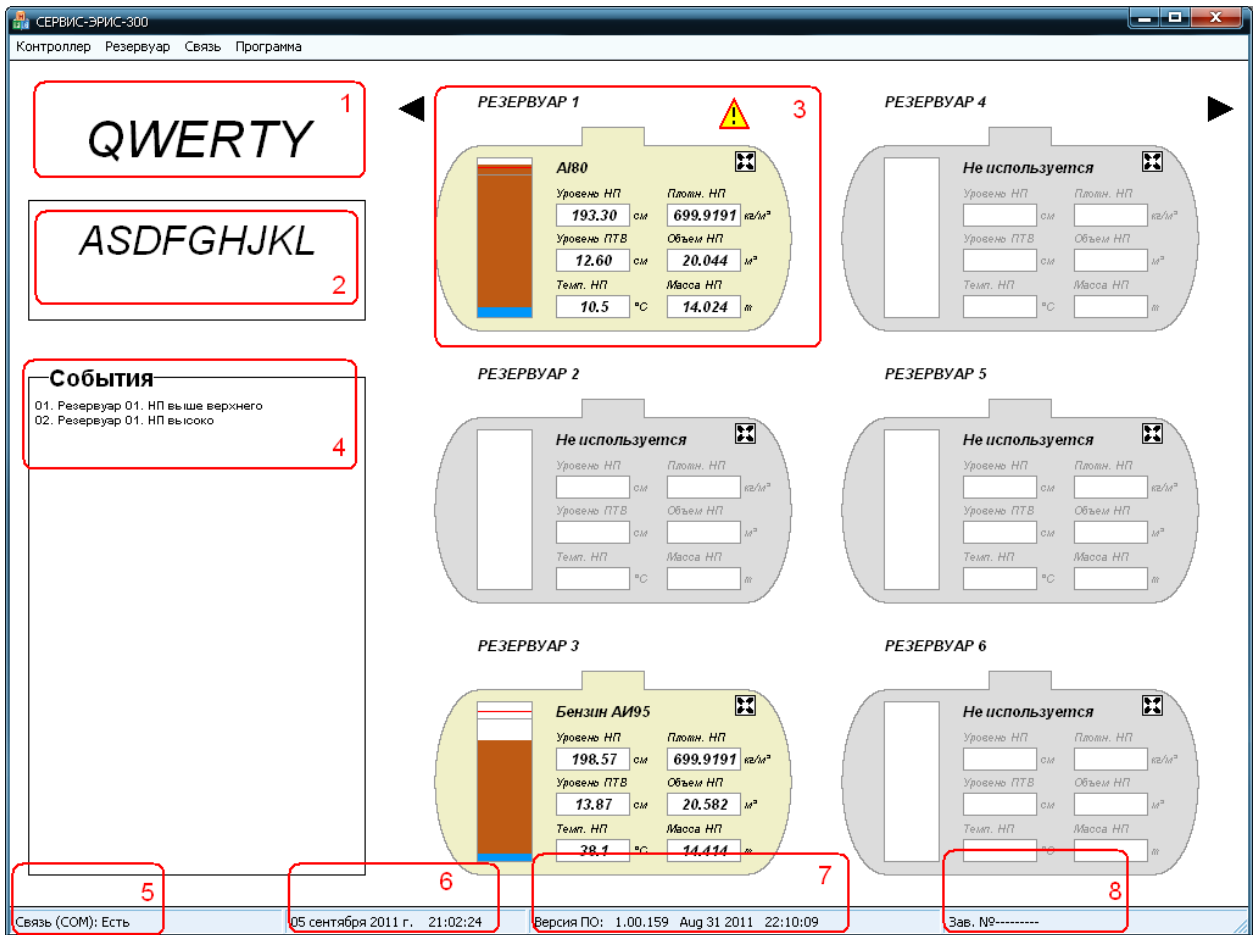 СЕРВИС-ЭРИС-300
Контроллер Резервуар Связь Программа
1
QWERTY
ASDFGHJKL
2
События
01. Резервуар 01. НП выше верхнего
02. Резервуар 01. НП высоко
4
РЕЗЕРВУАР 1
3
AI80
Уровень НП Плотн. НП
193.30 см 699.9191 кг/м³
Уровень ПТВ Объем НП
12.60 см 20.044 м³
Темп. НП Масса НП
10.5 °C 14.024 т
РЕЗЕРВУАР 2
Не используется
Уровень НП Плотн. НП
см кг/м³
Уровень ПТВ Объем НП
см м³
Темп. НП Масса НП
°C т
РЕЗЕРВУАР 3
Бензин АИ95
Уровень НП Плотн. НП
198.57 см 699.9191 кг/м³
Уровень ПТВ Объем НП
13.87 см 20.582 м³
Темп. НП Масса НП
38.1 °C 14.414 т
РЕЗЕРВУАР 4
Не используется
Уровень НП Плотн. НП
см кг/м³
Уровень ПТВ Объем НП
см м³
Темп. НП Масса НП
°C т
РЕЗЕРВУАР 5
Не используется
Уровень НП Плотн. НП
см кг/м³
Уровень ПТВ Объем НП
см м³
Темп. НП Масса НП
°C т
РЕЗЕРВУАР 6
Не используется
Уровень НП Плотн. НП
см кг/м³
Уровень ПТВ Объем НП
см м³
Темп. НП Масса НП
°C т
5 6 7 8
Связь (COM): Есть 05 сентября 2011 г. 21:02:24 Версия ПО: 1.00.159 Aug 31 2011 22:10:09 Зав. №---------